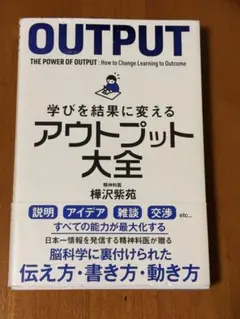 OUTPUT
THE POWER OF OUTPUT : How to Change Learning to Outcome
学びを結果に変える
アウトプット
大全
精神科医
樺沢紫苑
説明 アイデア 雑談 交渉 etc...
すべての能力が最大化する
日本一情報を発信する精神科医が贈る
脳科学に裏付けられた
伝え方・書き方・動き方